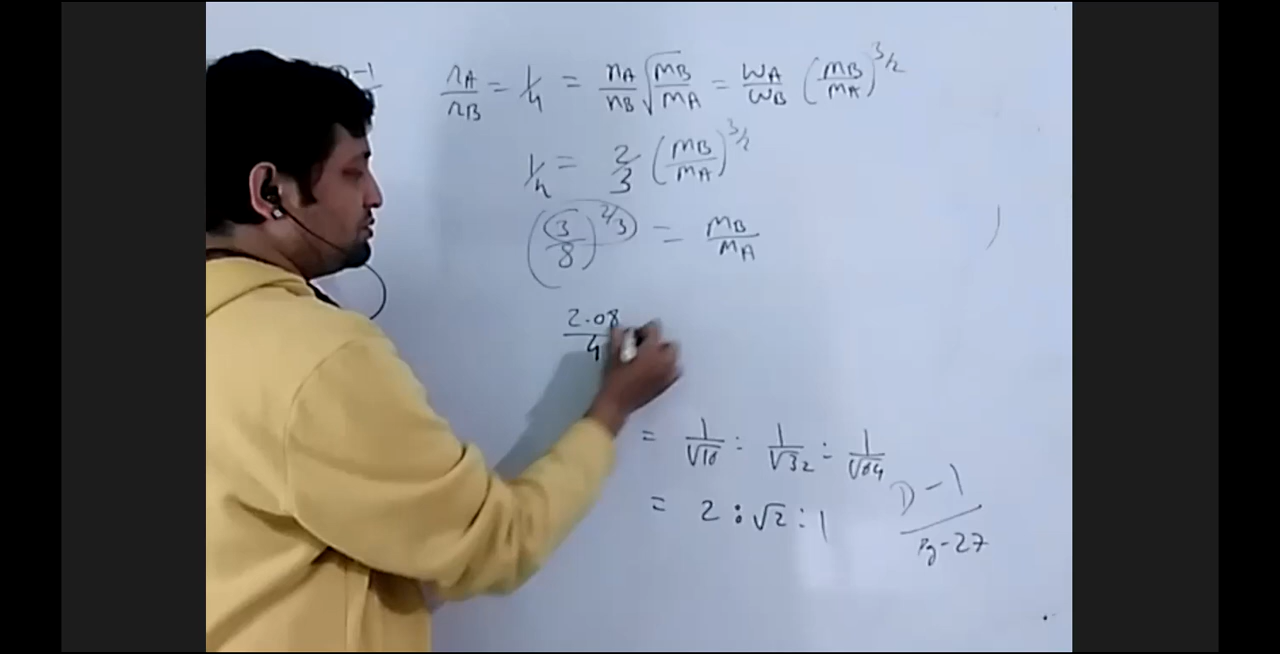 rA/rB = 1/4 = nA/nB √(MB/MA) = WA/WB (MB/MA)^3/2
1/4 = 2/3 (MB/MA)^3/2
(3/8)^2/3 = MB/MA
2.08/4
= 1/√16 : 1/√32 : 1/√64
= 2 : √2 : 1
D-1/Pg-27